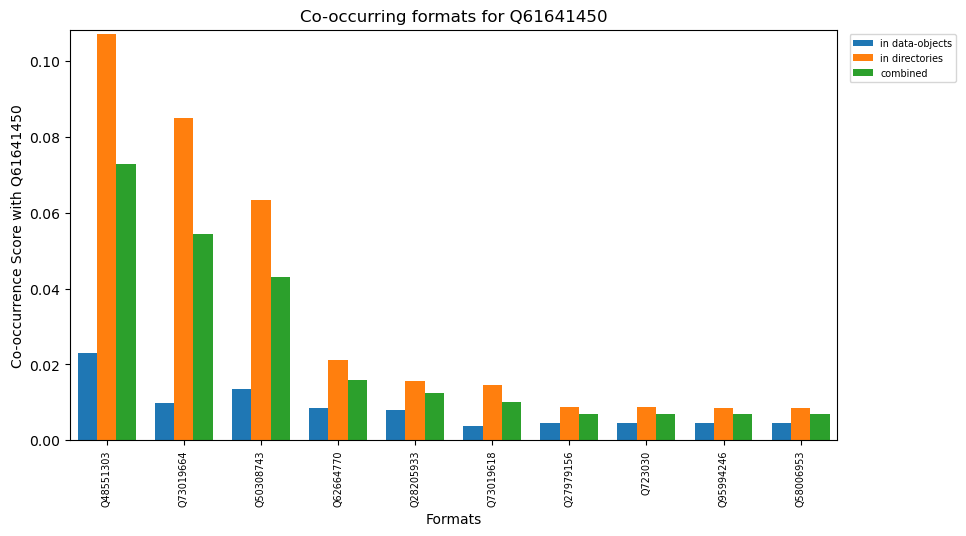 Co-occurring formats for Q61641450
in data-objects
in directories
combined
Co-occurrence Score with Q61641450
0.10
0.08
0.06
0.04
0.02
0.00
Q48551303
Q73019664
Q50308743
Q62664770
Q28205933
Q73019618
Q27979156
Q723030
Q95994246
Q58006953
Formats